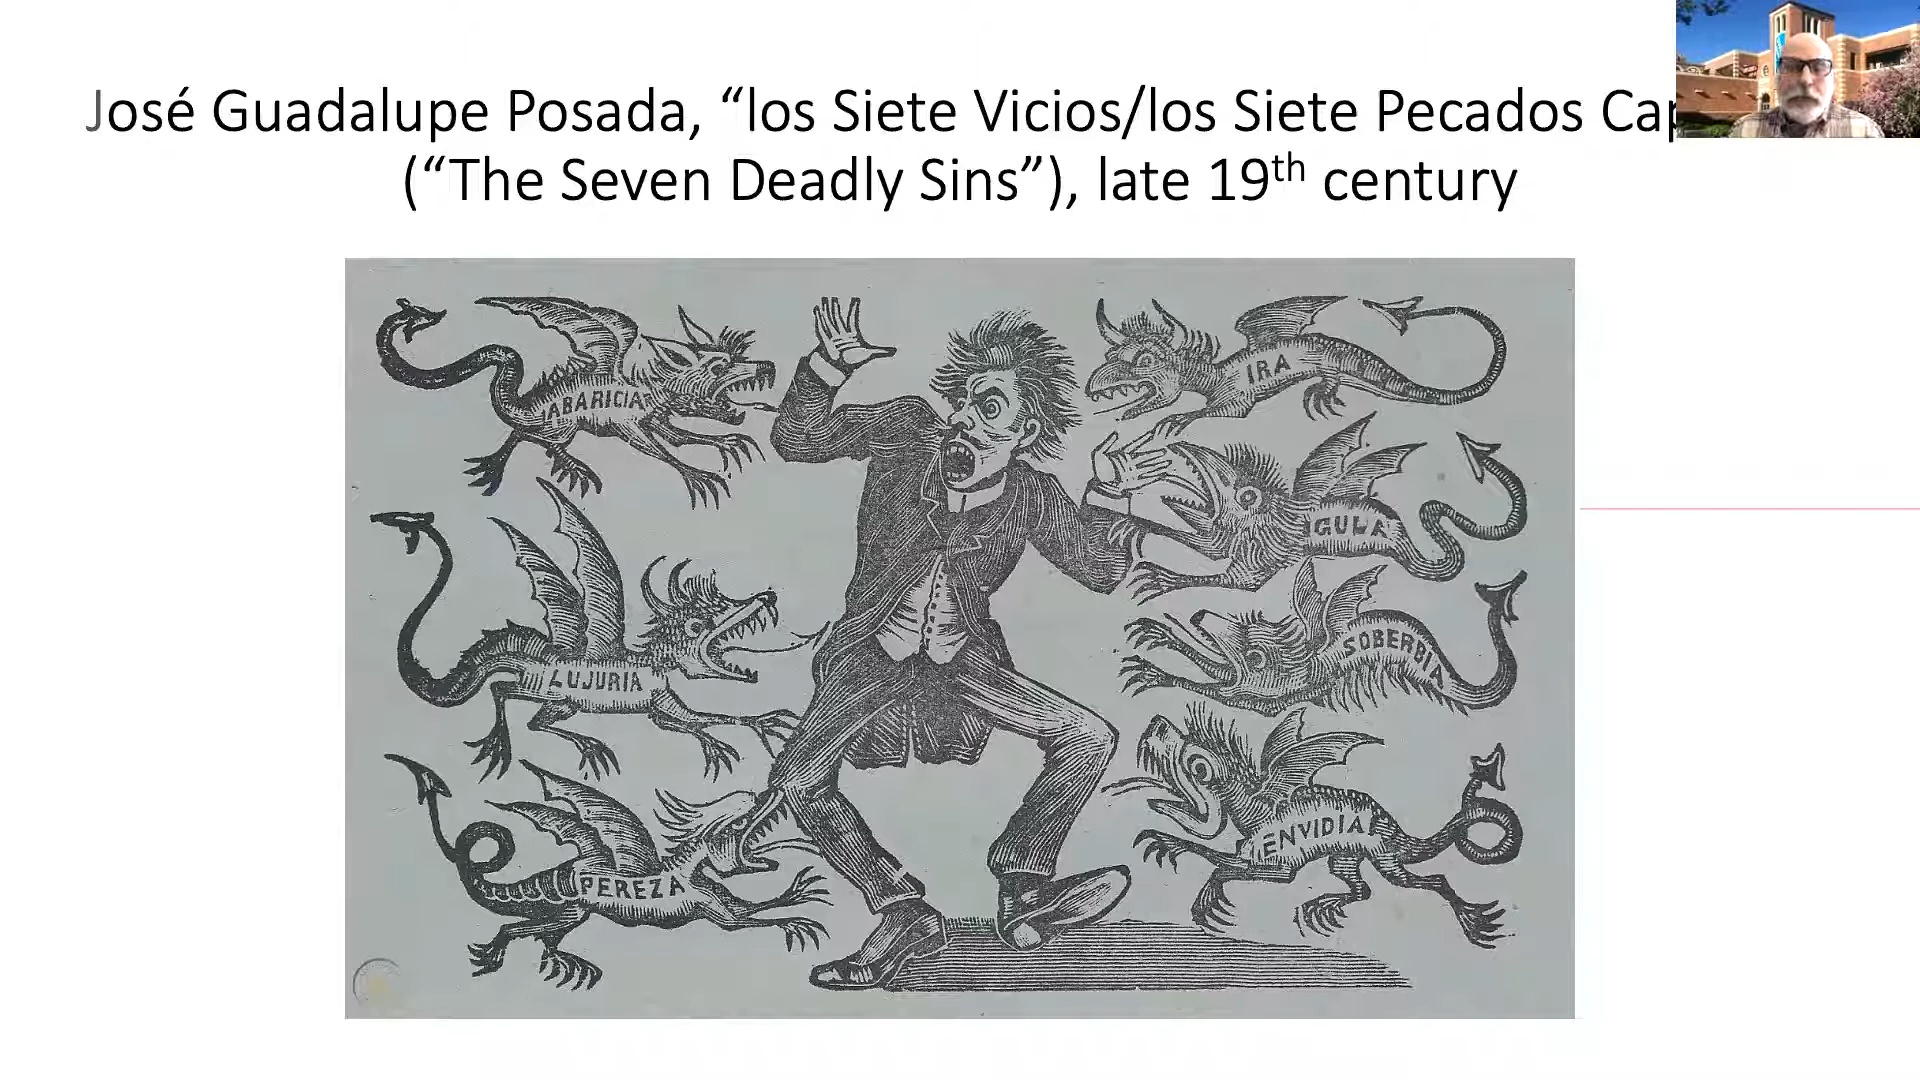 José Guadalupe Posada, “los Siete Vicios/los Siete Pecados
(“The Seven Deadly Sins”), late 19th century
ABARICIA
IRA
GULA
LUJURIA
SOBERBIA
PEREZA
ENVIDIA